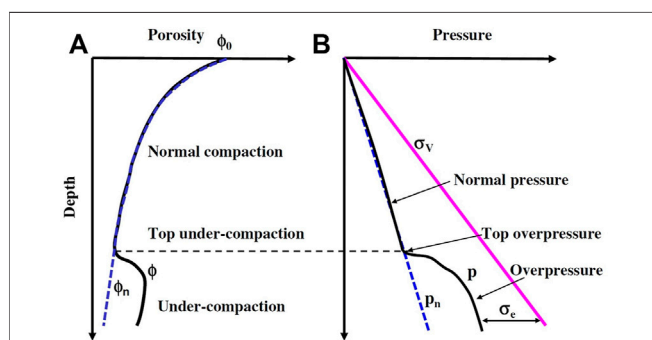 A
Porosity
ϕ₀
Normal compaction
Depth
Top under-compaction
ϕₙ
ϕ
Under-compaction
B
Pressure
σᵥ
Normal pressure
Top overpressure
p
Overpressure
pₙ
σₑ